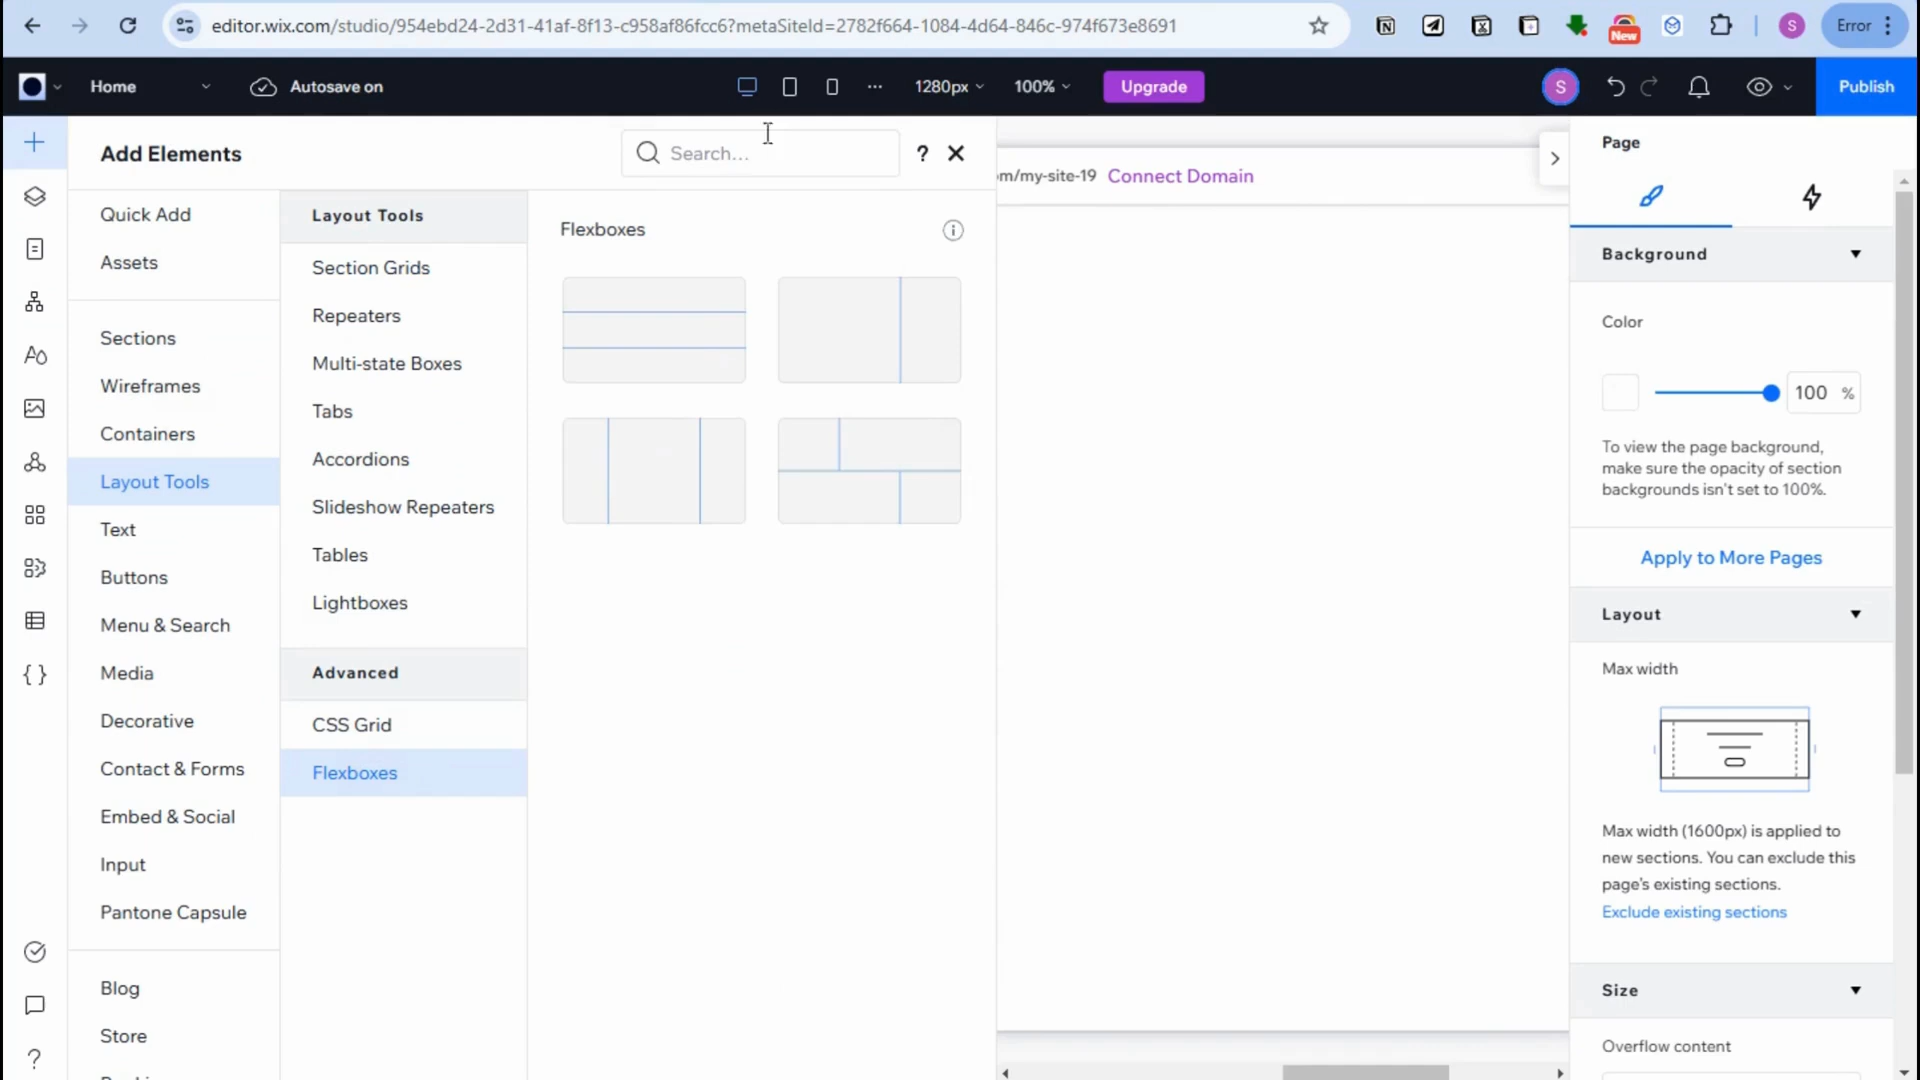 editor.wix.com/studio/954ebd24-2d31-41af-8f13-c958af86fcc6?metaSiteId=2782f664-1084-4d64-846c-974f673e8691
New
S
Error
Home
Autosave on
1280px
100%
Upgrade
S
Publish
Add Elements
Search...
?
Quick Add
Assets
Sections
Wireframes
Containers
Layout Tools
Text
Buttons
Menu & Search
Media
Decorative
Contact & Forms
Embed & Social
Input
Pantone Capsule
Blog
Store
Layout Tools
Section Grids
Repeaters
Multi-state Boxes
Tabs
Accordions
Slideshow Repeaters
Tables
Lightboxes
Advanced
CSS Grid
Flexboxes
Flexboxes
m/my-site-19 Connect Domain
Page
Background
Color
100 %
To view the page background,
make sure the opacity of section
backgrounds isn't set to 100%.
Apply to More Pages
Layout
Max width
Max width (1600px) is applied to
new sections. You can exclude this
page's existing sections.
Exclude existing sections
Size
Overflow content